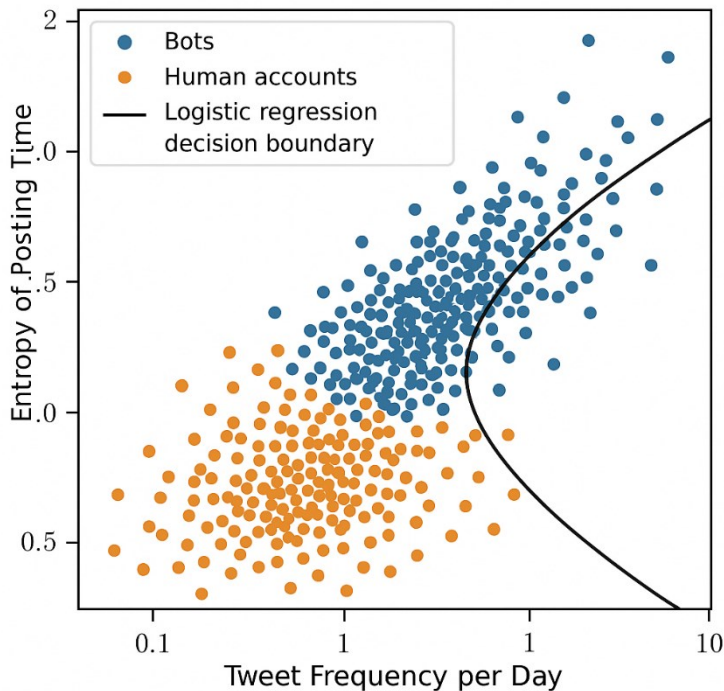 2
.0
.5
.0
0.5
Entropy of Posting Time
Bots
Human accounts
Logistic regression
decision boundary
0.1
1
1
10
Tweet Frequency per Day